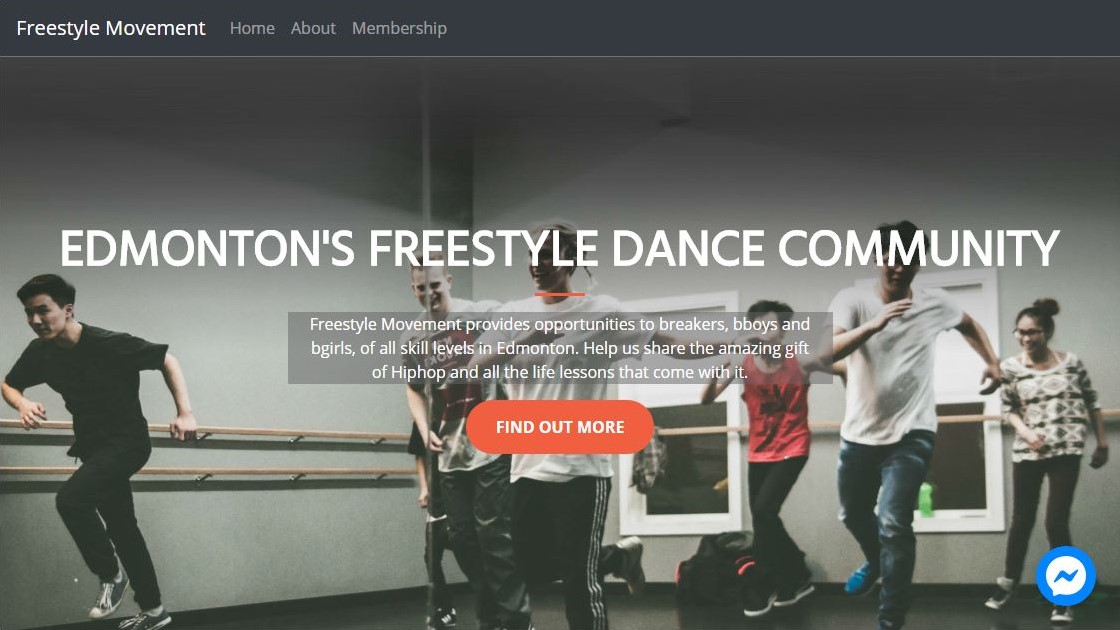 Freestyle Movement Home About Membership
EDMONTON'S FREESTYLE DANCE COMMUNITY
Freestyle Movement provides opportunities to breakers, bboys and
bgirls, of all skill levels in Edmonton. Help us share the amazing gift
of Hiphop and all the life lessons that come with it.
FIND OUT MORE